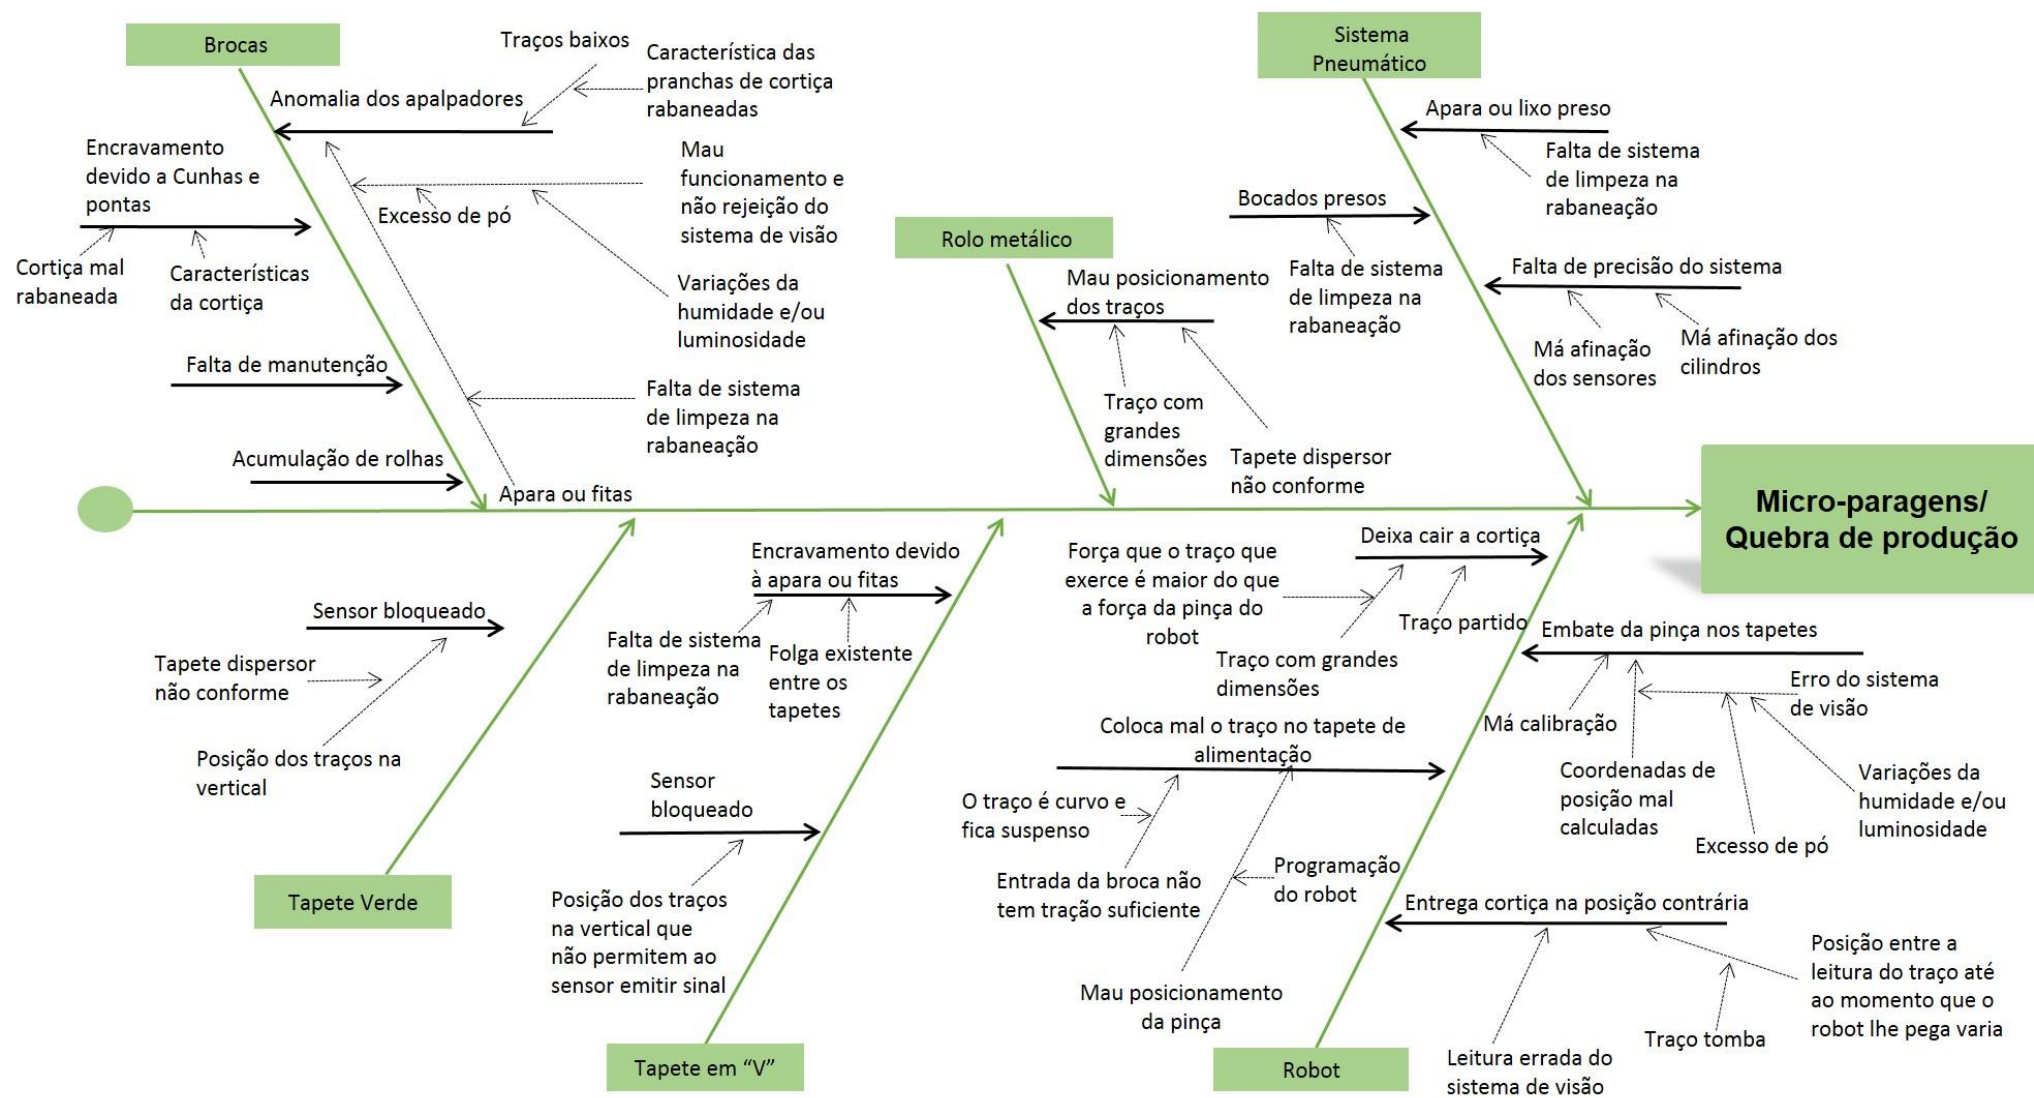 Brocas
Traços baixos
Característica das
pranchas de cortiça
rabaneadas
Anomalia dos apalpadores
Encravamento
devido a Cunhas e
pontas
Mau
funcionamento e
não rejeição do
sistema de visão
Excesso de pó
Cortiça mal
rabaneada
Características
da cortiça
Variações da
humidade e/ou
luminosidade
Falta de manutenção
Falta de sistema
de limpeza na
rabaneação
Acumulação de rolhas
Apara ou fitas
Rolo metálico
Mau posicionamento
dos traços
Traço com
grandes
dimensões
Tapete dispersor
não conforme
Sistema
Pneumático
Apara ou lixo preso
Falta de sistema
de limpeza na
rabaneação
Bocados presos
Falta de sistema
de limpeza na
rabaneação
Falta de precisão do sistema
Má afinação
dos sensores
Má afinação dos
cilindros
Micro-paragens/
Quebra de produção
Sensor bloqueado
Tapete dispersor
não conforme
Posição dos traços na
vertical
Tapete Verde
Encravamento devido
à apara ou fitas
Falta de sistema
de limpeza na
rabaneação
Folga existente
entre os
tapetes
Sensor
bloqueado
Posição dos traços
na vertical que
não permitem ao
sensor emitir sinal
Tapete em “V”
Deixa cair a cortiça
Força que o traço que
exerce é maior do que
a força da pinça do
robot
Traço partido
Traço com grandes
dimensões
Embate da pinça nos tapetes
Erro do sistema
de visão
Má calibração
Coordenadas de
posição mal
calculadas
Variações da
humidade e/ou
luminosidade
Excesso de pó
Coloca mal o traço no tapete de
alimentação
O traço é curvo e
fica suspenso
Entrada da broca não
tem tração suficiente
Programação
do robot
Mau posicionamento
da pinça
Entrega cortiça na posição contrária
Posição entre a
leitura do traço até
ao momento que o
robot lhe pega varia
Traço tomba
Leitura errada do
sistema de visão
Robot